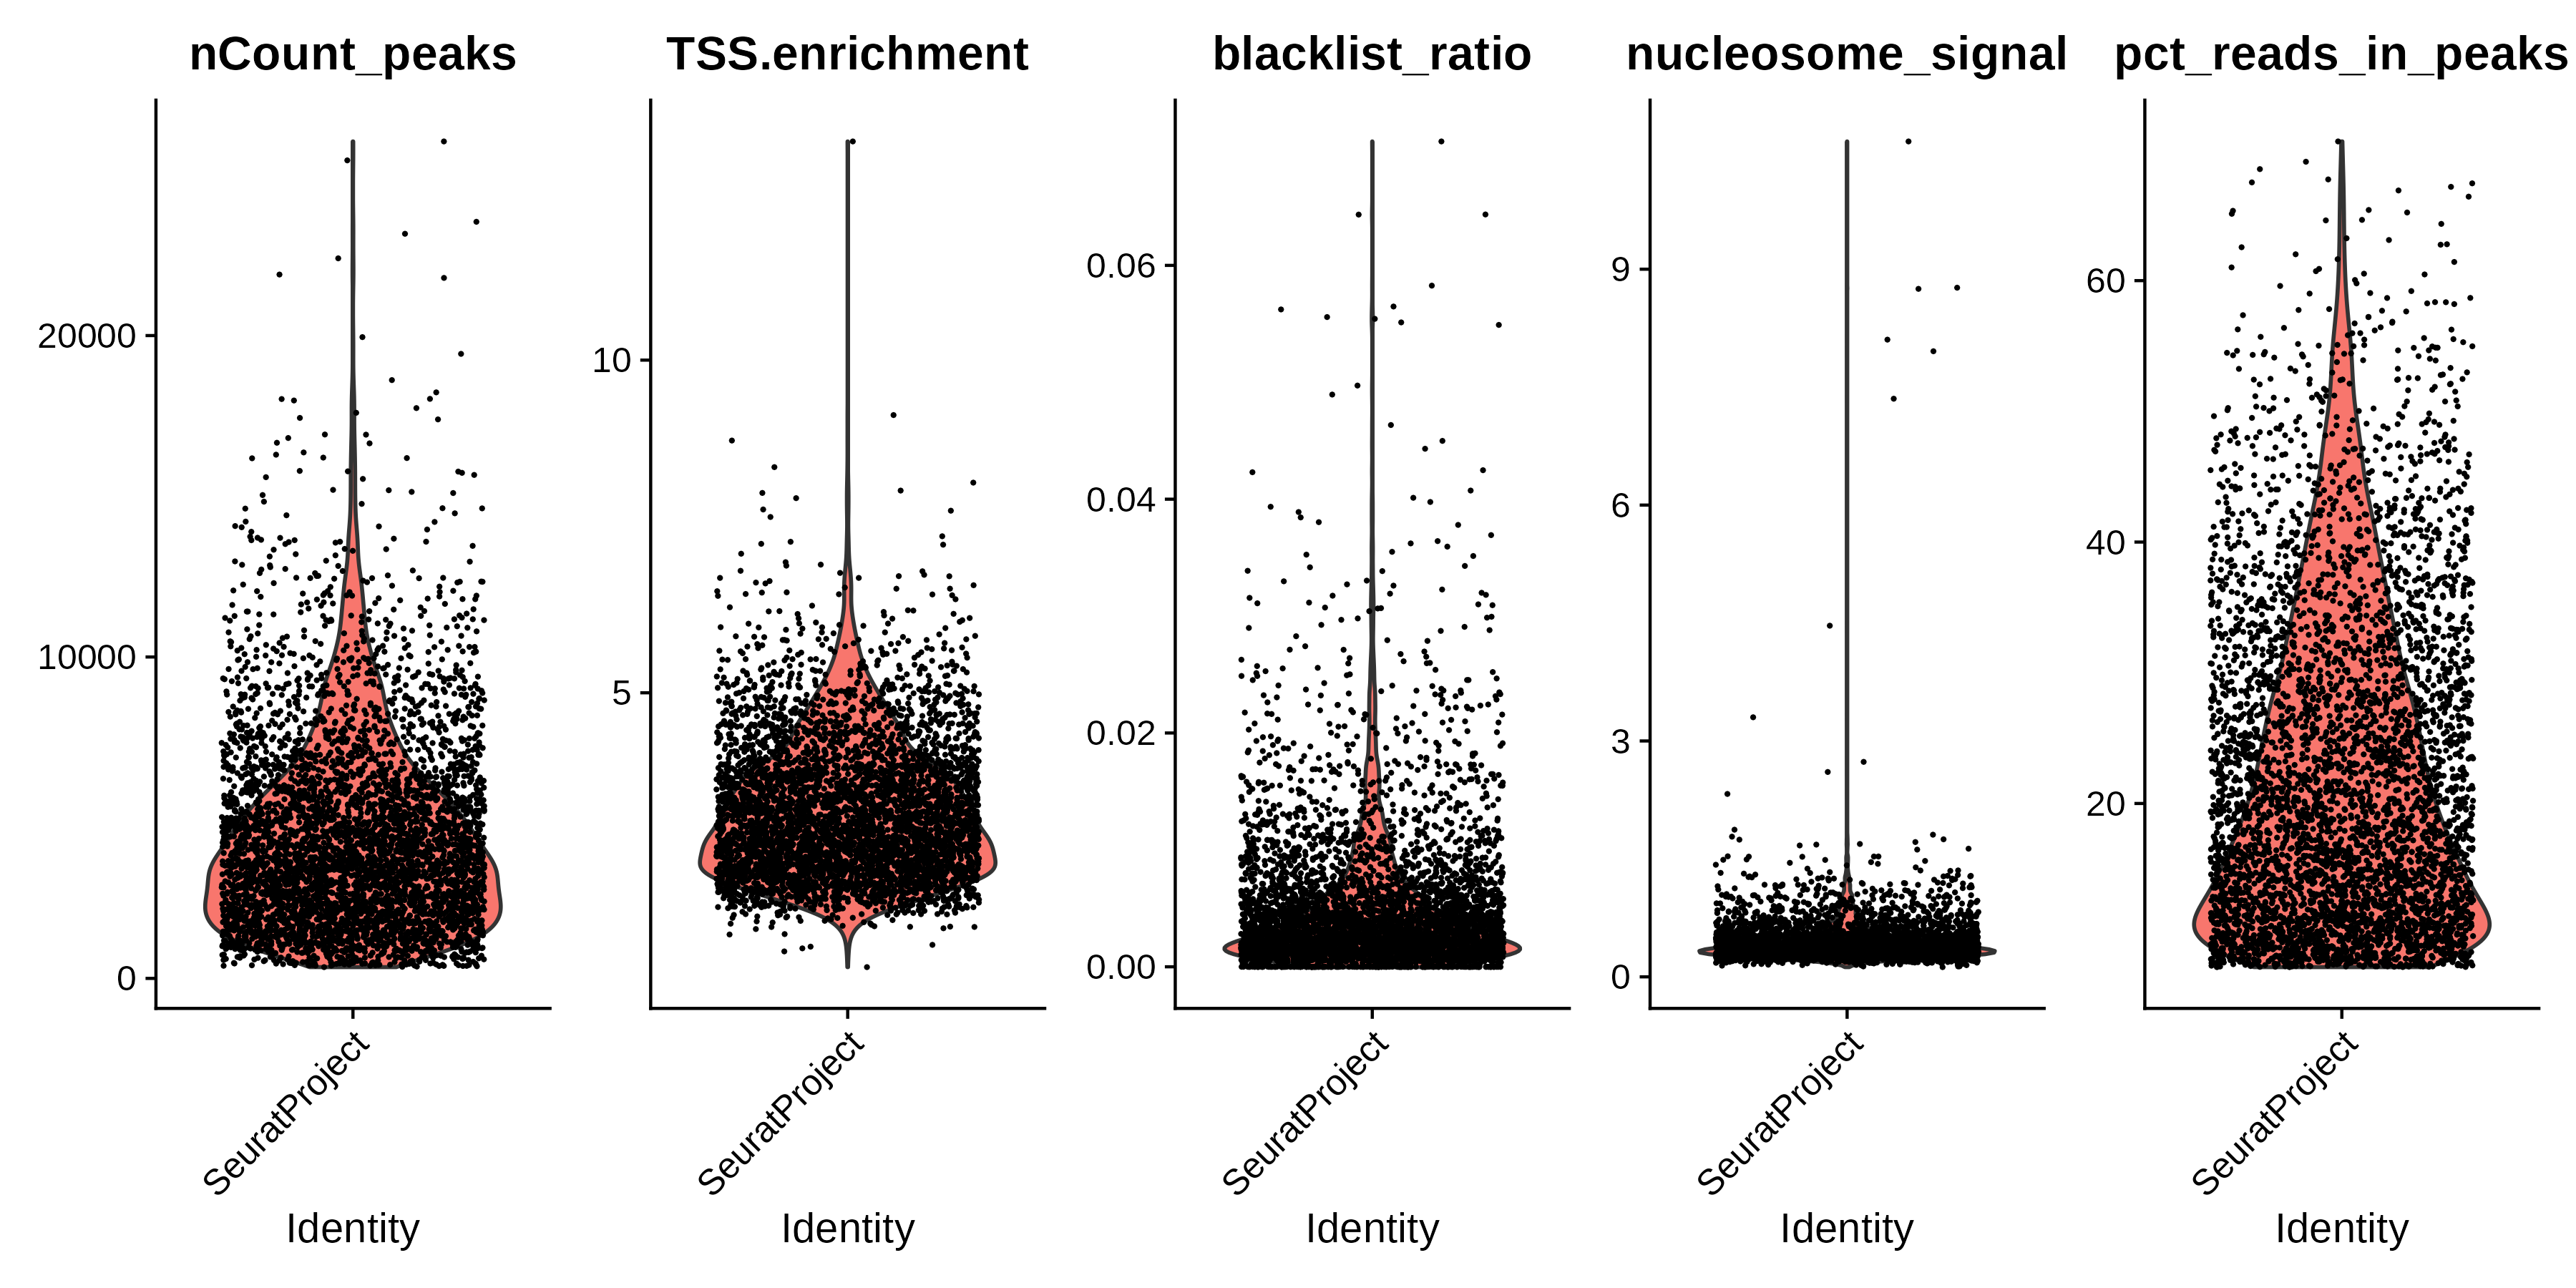 nCount_peaks
20000
10000
0
SeuratProject
Identity
TSS.enrichment
10
5
SeuratProject
Identity
blacklist_ratio
0.06
0.04
0.02
0.00
SeuratProject
Identity
nucleosome_signal
9
6
3
0
SeuratProject
Identity
pct_reads_in_peaks
60
40
20
SeuratProject
Identity